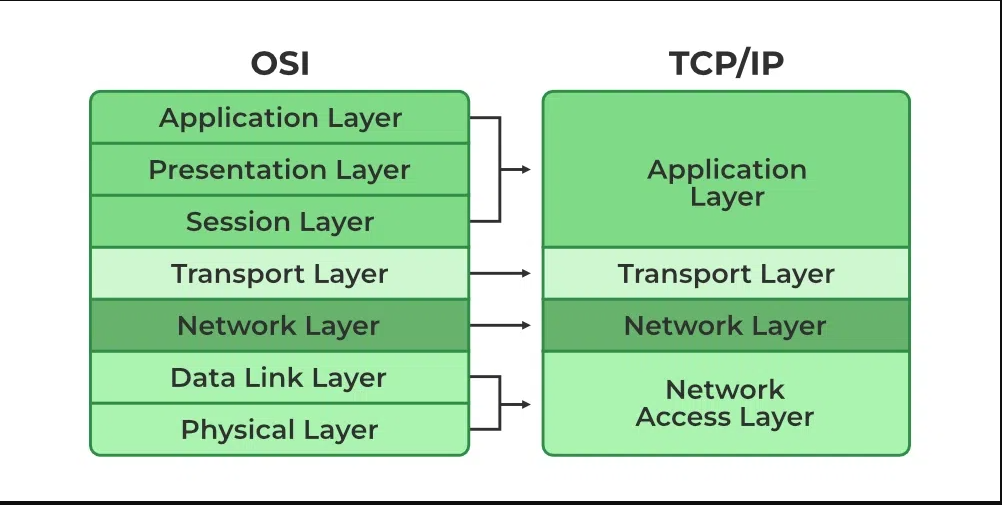 OSI
Application Layer
Presentation Layer
Session Layer
Transport Layer
Network Layer
Data Link Layer
Physical Layer
TCP/IP
Application
Layer
Transport Layer
Network Layer
Network
Access Layer